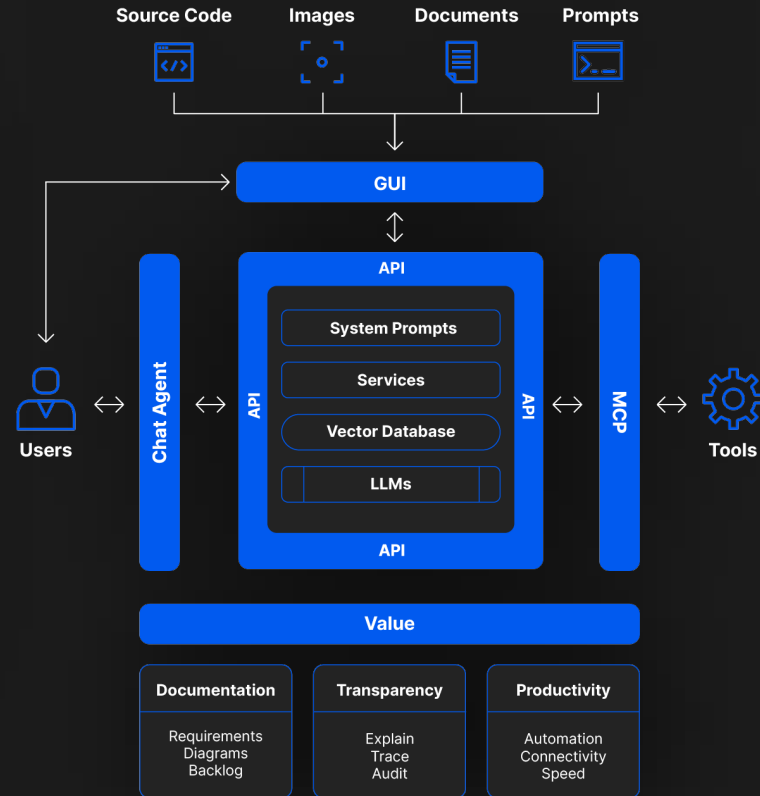 Source Code
Images
Documents
Prompts
GUI
API
System Prompts
Services
Vector Database
LLMs
API
API
API
Chat Agent
MCP
Users
Tools
Value
Documentation
Requirements
Diagrams
Backlog
Transparency
Explain
Trace
Audit
Productivity
Automation
Connectivity
Speed